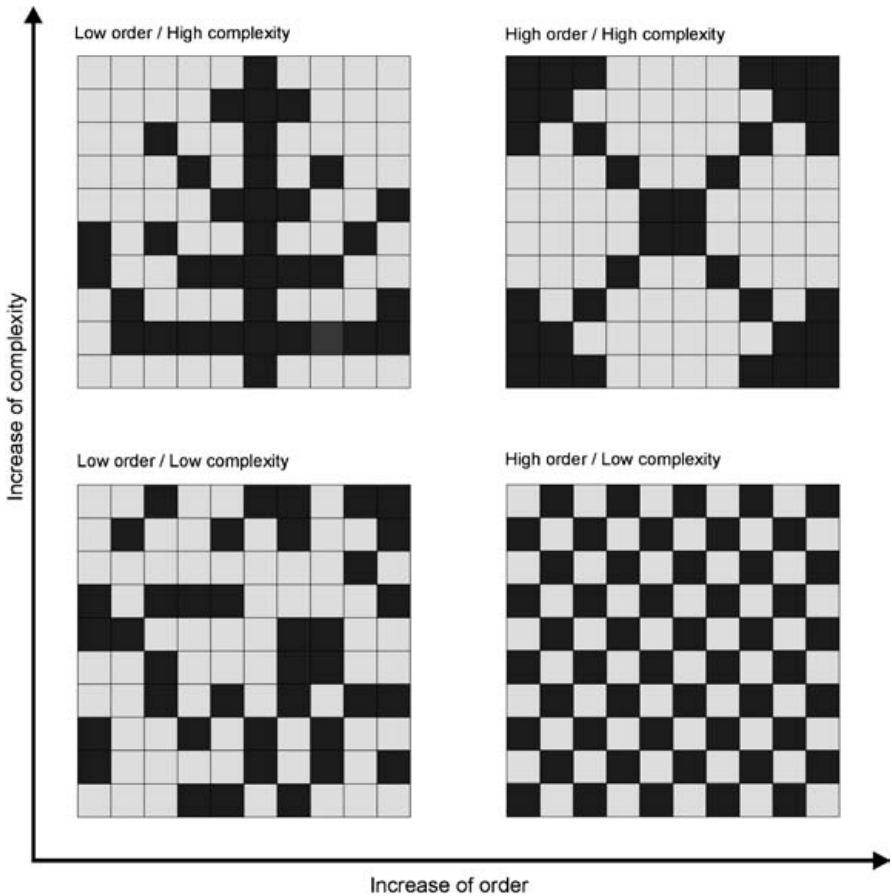 Low order / High complexity
High order / High complexity
Increase of complexity
Low order / Low complexity
High order / Low complexity
Increase of order